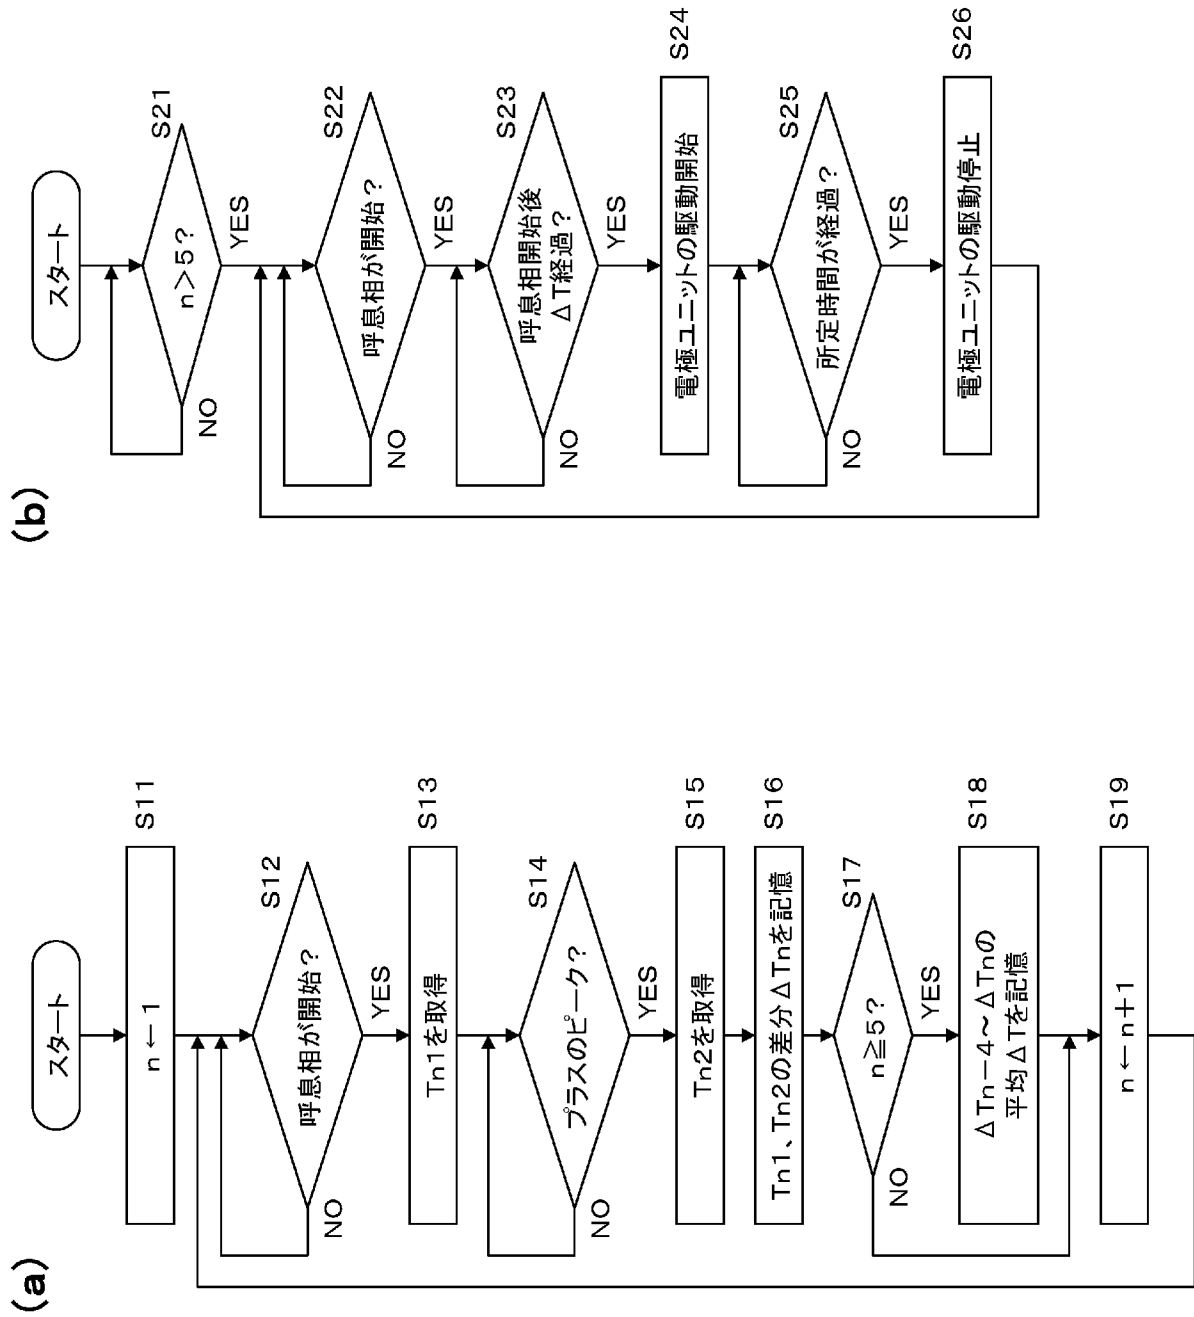 (a)
スタート
S11
n←1
S12
呼息相が開始？
NO
YES
S13
Tn1を取得
S14
プラスのピーク？
NO
YES
S15
Tn2を取得
S16
Tn1、Tn2の差分△Tnを記憶
S17
n≧5？
NO
YES
S18
△Tn－4～△Tnの
平均△Tを記憶
S19
n←n＋1
(b)
スタート
S21
n＞5？
NO
YES
S22
呼息相が開始？
NO
YES
S23
呼息相開始後
△T経過？
NO
YES
S24
電極ユニットの駆動開始
S25
所定時間が経過？
NO
YES
S26
電極ユニットの駆動停止